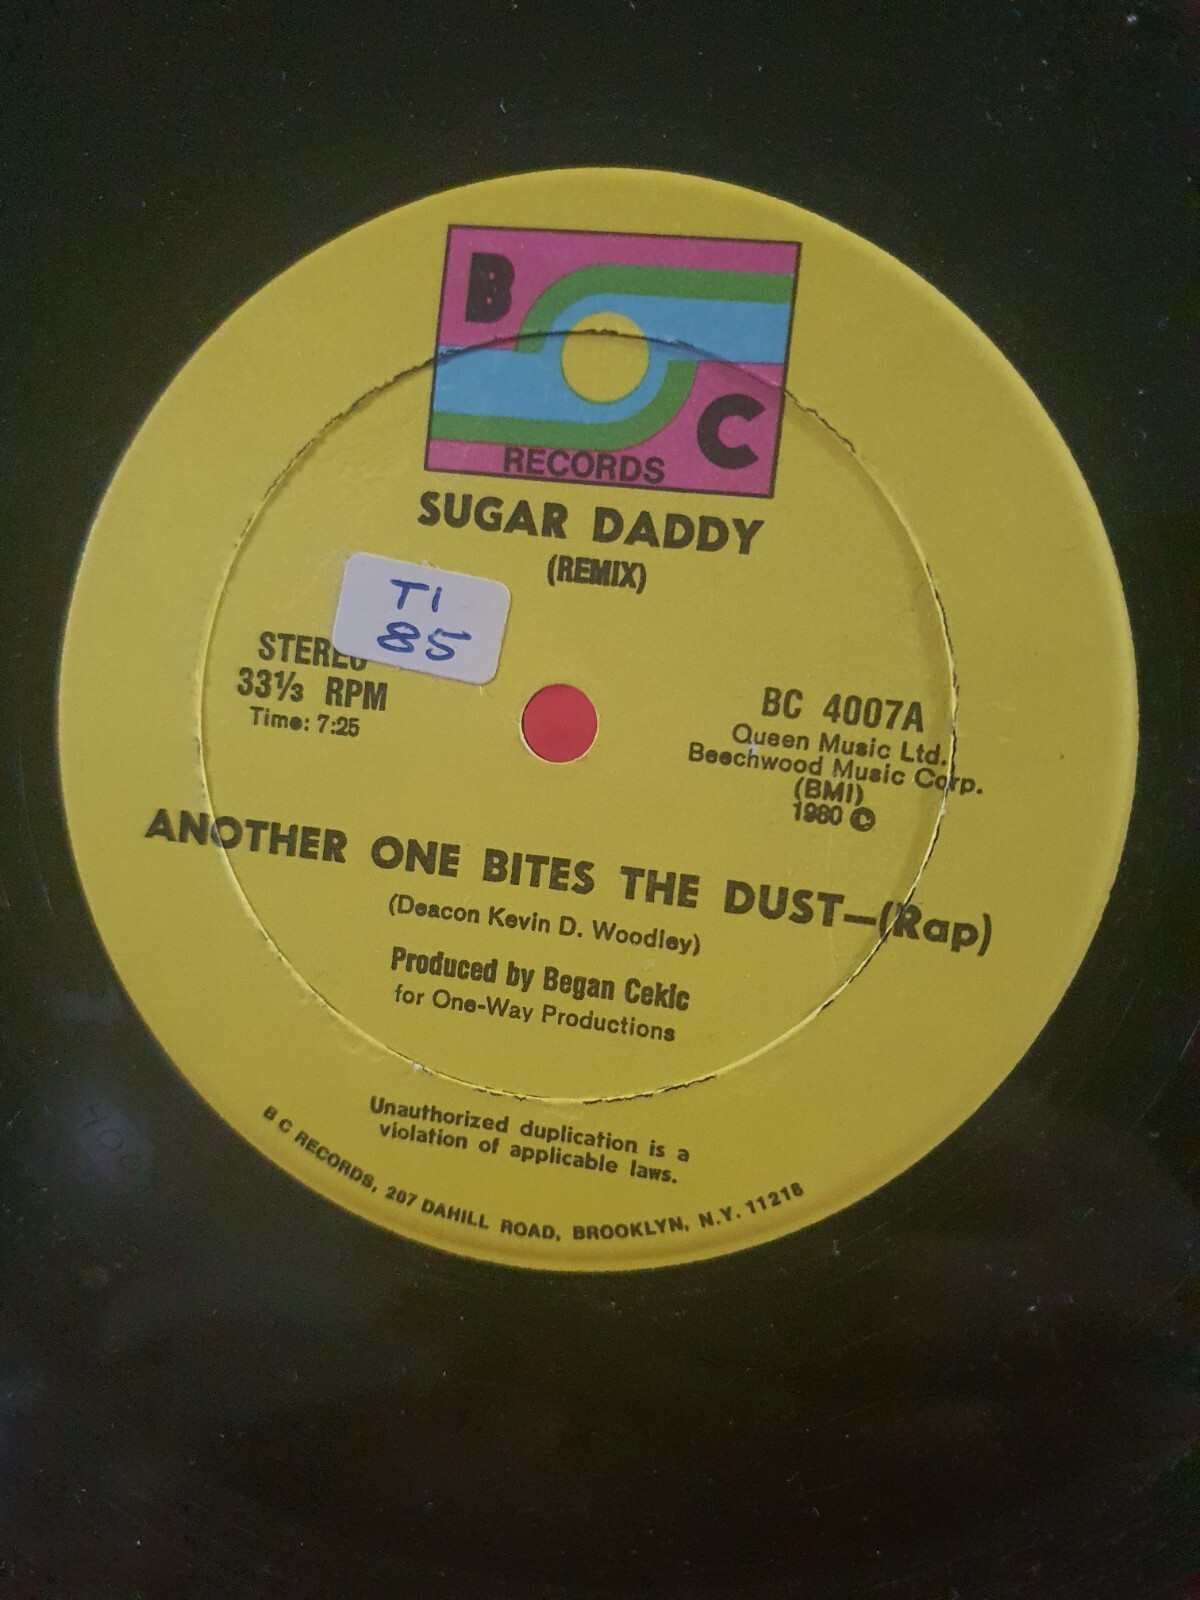 B
C
RECORDS
SUGAR DADDY
(REMIX)
T1
85
STEREO
33⅓ RPM
Time: 7:25
BC 4007A
Queen Music Ltd.
Beechwood Music Corp.
(BMI)
1980 ©
ANOTHER ONE BITES THE DUST—(Rap)
(Deacon Kevin D. Woodley)
Produced by Began Cekic
for One-Way Productions
Unauthorized duplication is a
violation of applicable laws.
B C RECORDS, 207 DAHILL ROAD, BROOKLYN, N.Y. 11218